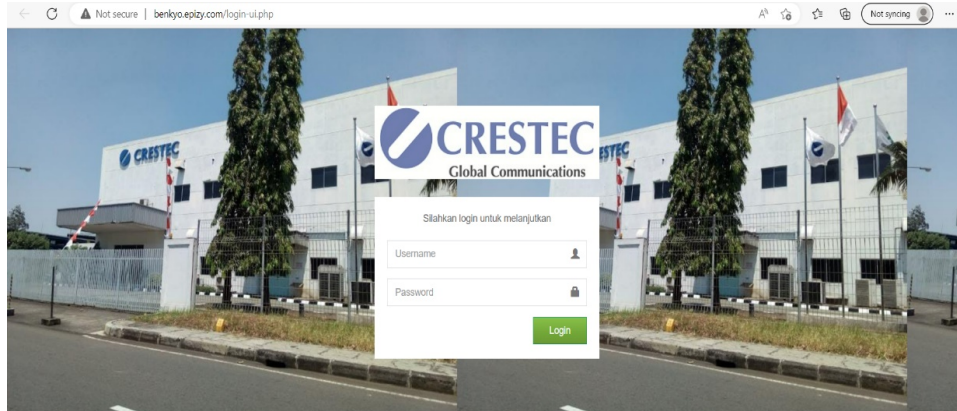 Not secure | benkyo.epizy.com/login-ui.php
Not syncing
CRESTEC
CRESTEC
Global Communications
ESTEC
Silahkan login untuk melanjutkan
Username
Password
Login